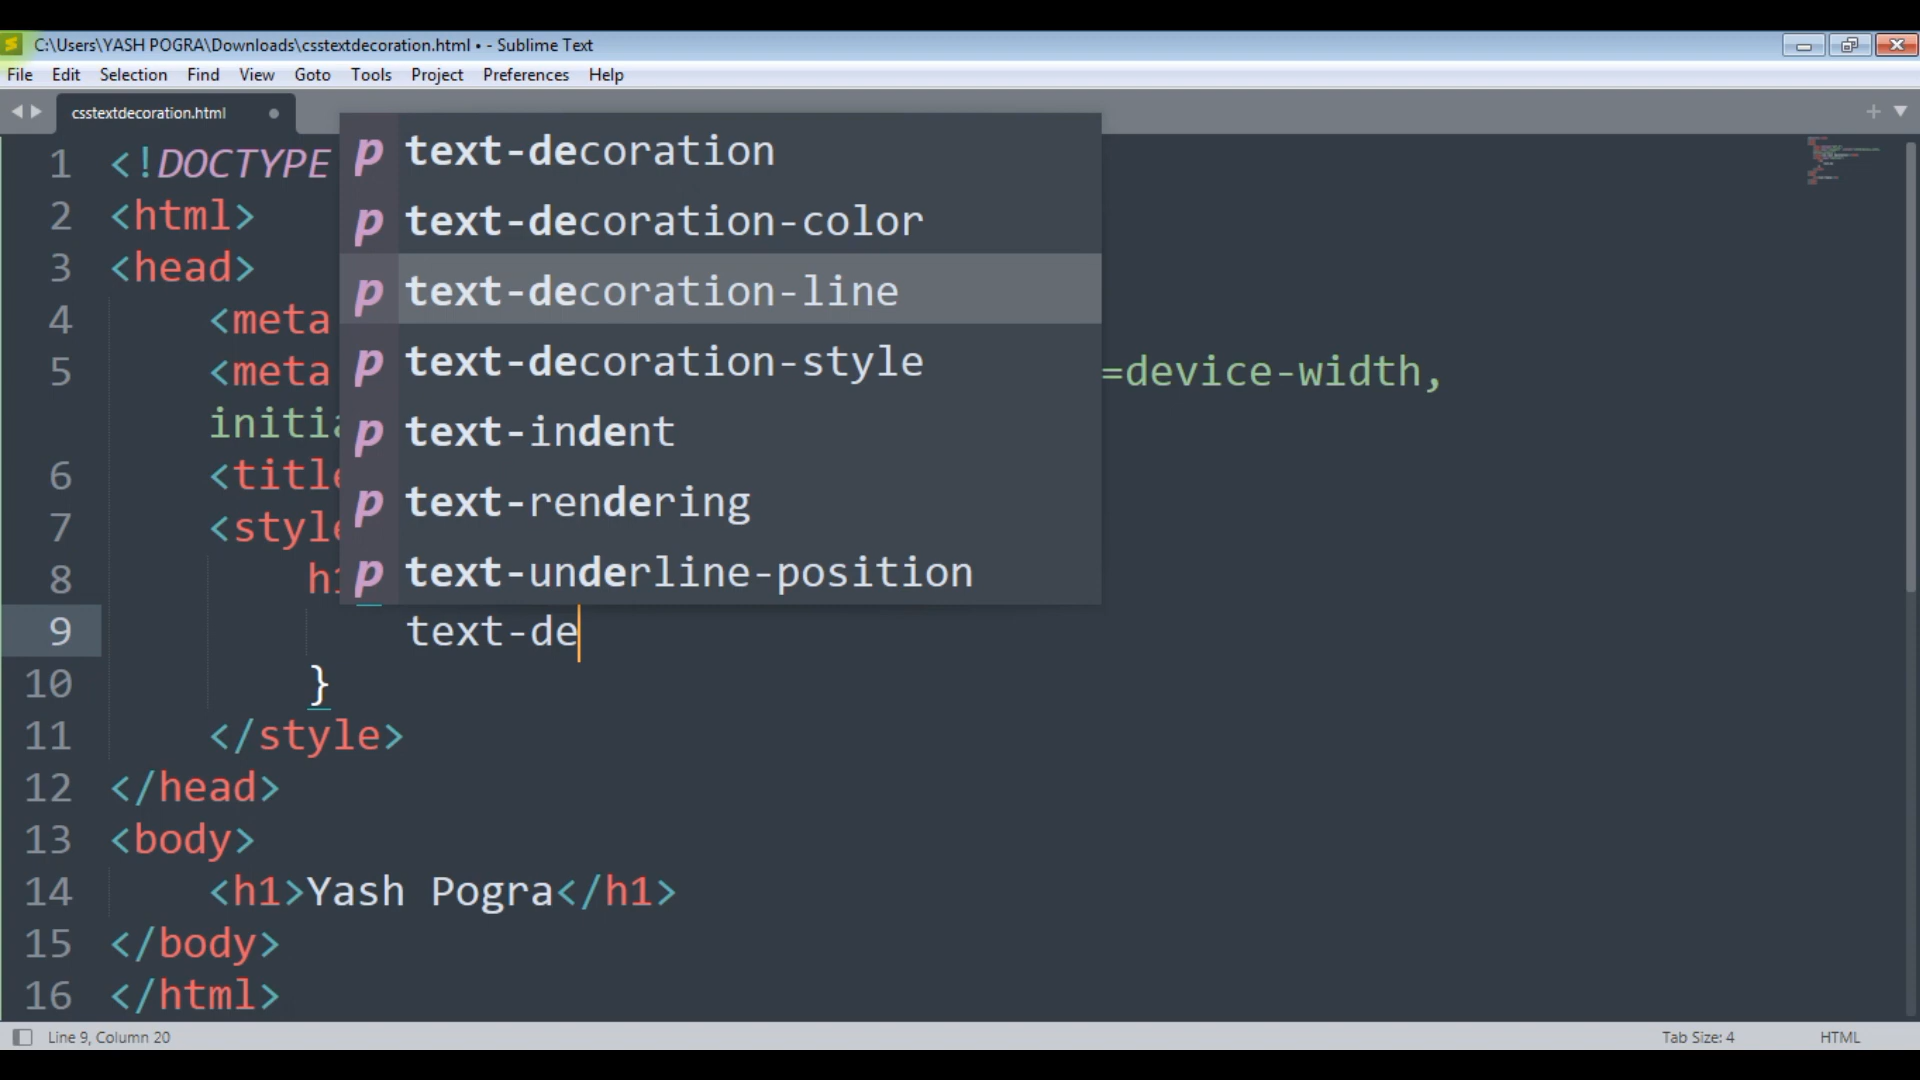 C:\Users\YASH POGRA\Downloads\csstextdecoration.html • - Sublime Text
File Edit Selection Find View Goto Tools Project Preferences Help
csstextdecoration.html
text-decoration
text-decoration-color
text-decoration-line
text-decoration-style
text-indent
text-rendering
text-underline-position
1 <!DOCTYPE
2 <html>
3 <head>
4 <meta
5 <meta =device-width,
initia
6 <title
7 <style
8 h1
9 text-de
10 }
11 </style>
12 </head>
13 <body>
14 <h1>Yash Pogra</h1>
15 </body>
16 </html>
Line 9, Column 20 Tab Size: 4 HTML